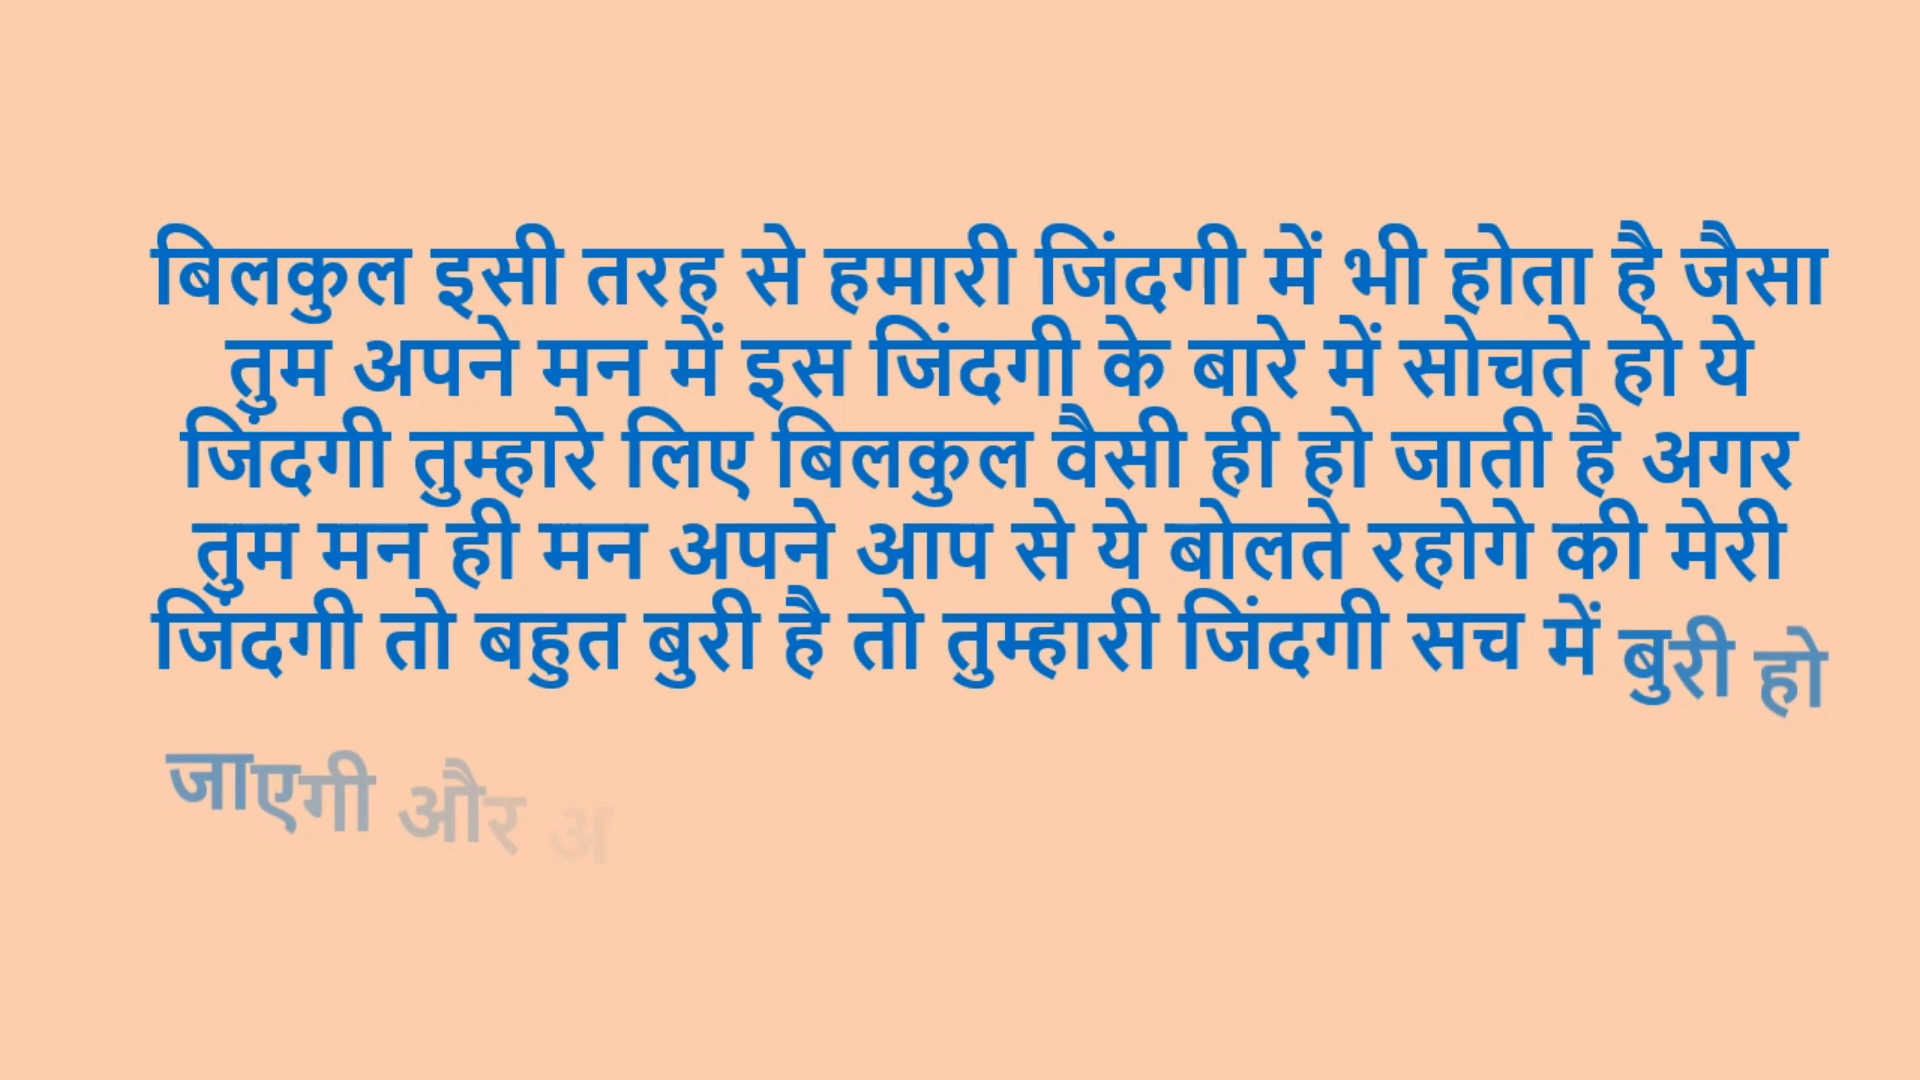 बिलकुल इसी तरह से हमारी जिंदगी में भी होता है जैसा
तुम अपने मन में इस जिंदगी के बारे में सोचते हो ये
जिंदगी तुम्हारे लिए बिलकुल वैसी ही हो जाती है अगर
तुम मन ही मन अपने आप से ये बोलते रहोगे की मेरी
जिंदगी तो बहुत बुरी है तो तुम्हारी जिंदगी सच में बुरी हो
जाएगी और अ